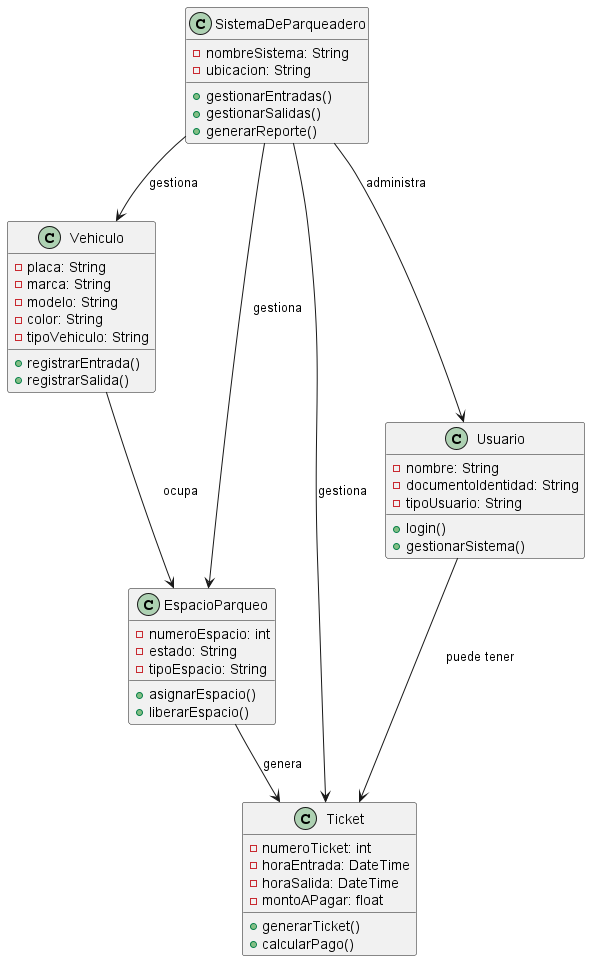 C SistemaDeParqueadero
nombreSistema: String
ubicacion: String
gestionarEntradas()
gestionarSalidas()
generarReporte()
gestiona
administra
C Vehiculo
placa: String
marca: String
modelo: String
color: String
tipoVehiculo: String
registrarEntrada()
registrarSalida()
gestiona
C Usuario
nombre: String
documentoIdentidad: String
tipoUsuario: String
login()
gestionarSistema()
ocupa
gestiona
C EspacioParqueo
numeroEspacio: int
estado: String
tipoEspacio: String
asignarEspacio()
liberarEspacio()
puede tener
genera
C Ticket
numeroTicket: int
horaEntrada: DateTime
horaSalida: DateTime
montoAPagar: float
generarTicket()
calcularPago()